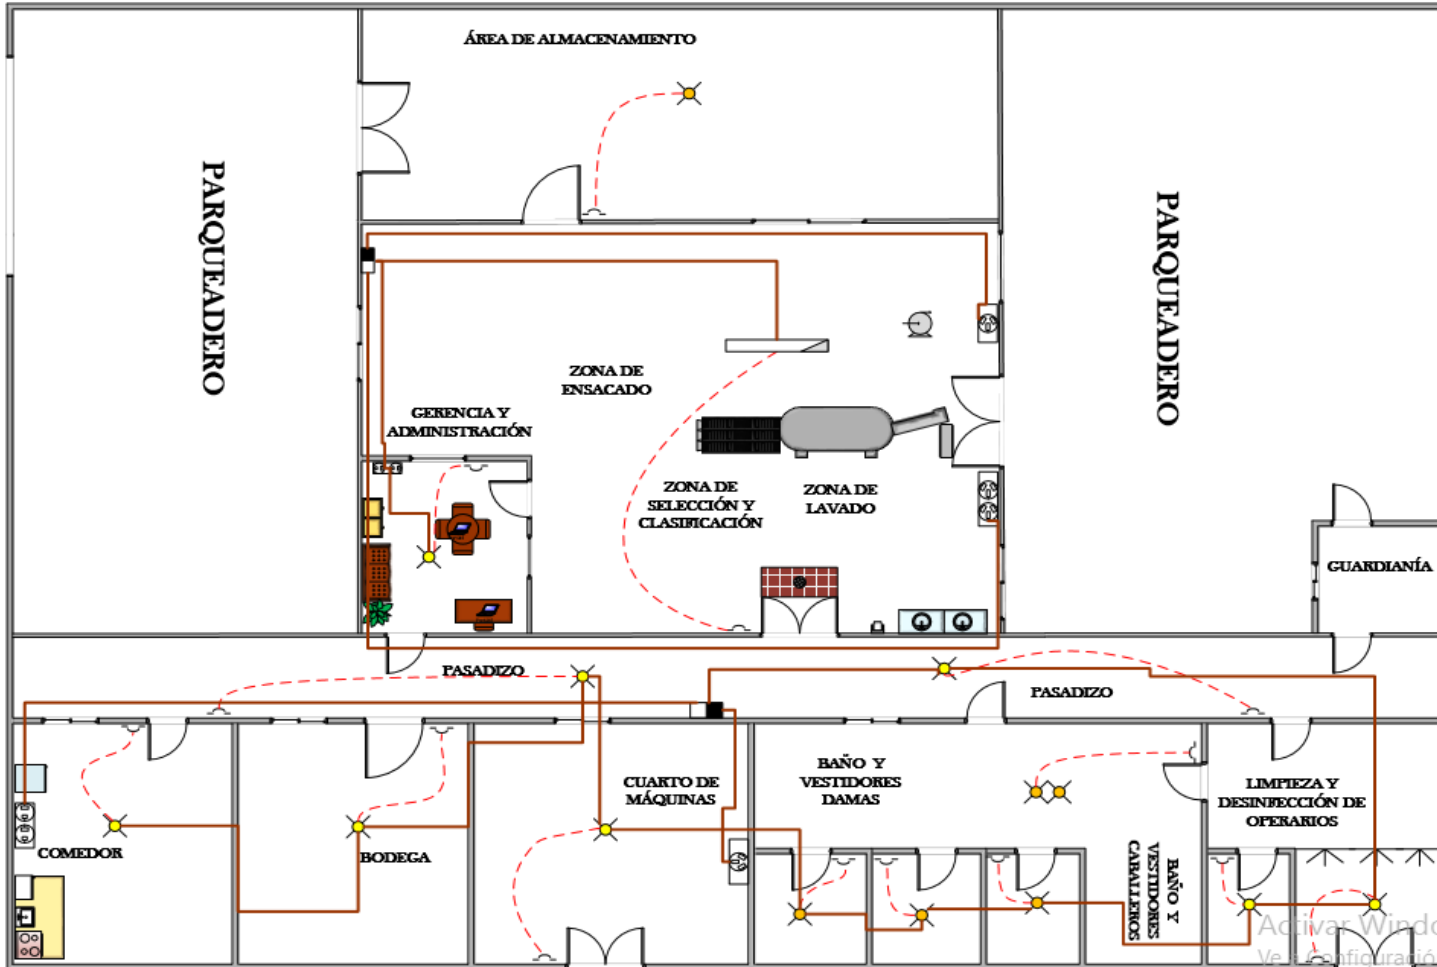 ÁREA DE ALMACENAMIENTO
PARQUEADERO
PARQUEADERO
ZONA DE
ENSACADO
GERENCIA Y
ADMINISTRACIÓN
ZONA DE
SELECCIÓN Y
CLASIFICACIÓN
ZONA DE
LAVADO
GUARDIANÍA
PASADIZO
PASADIZO
COMEDOR
BODEGA
CUARTO DE
MÁQUINAS
BAÑO Y
VESTIDORES
DAMAS
BAÑO Y
VESTIDORES
CABALLEROS
LIMPIEZA Y
DESINFECCIÓN DE
OPERARIOS
Activar Windo
Ve a Configuració